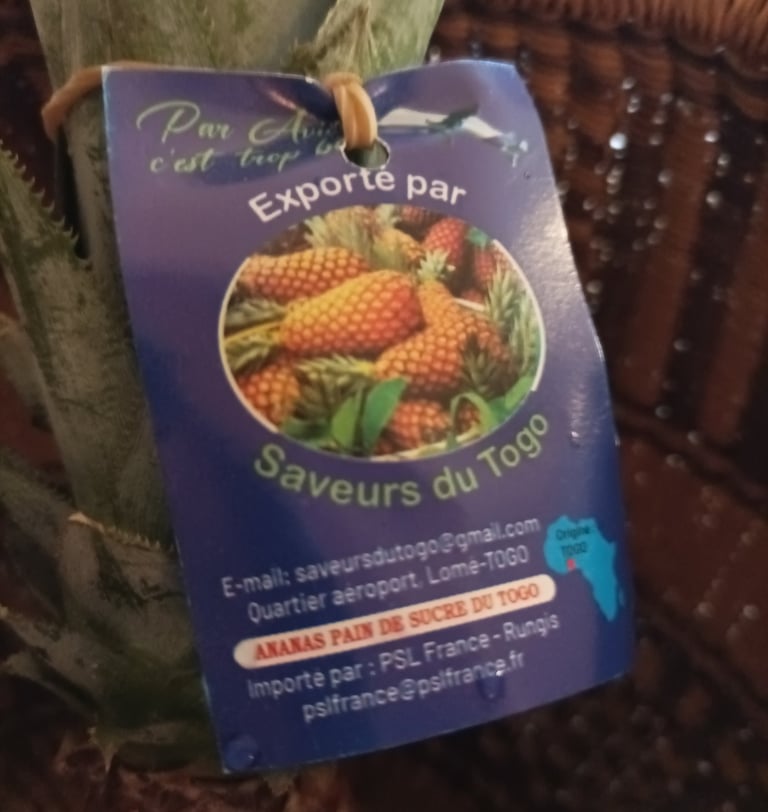 Par Avion
c'est trop
Exporté par
Saveurs du Togo
E-mail: saveursdutogo@gmail.com
Quartier aéroport, Lomé-TOGO
Origine :
TOGO
ANANAS PAIN DE SUCRE DU TOGO
Importé par : PSL France - Rungis
pslfrance@pslfrance.fr